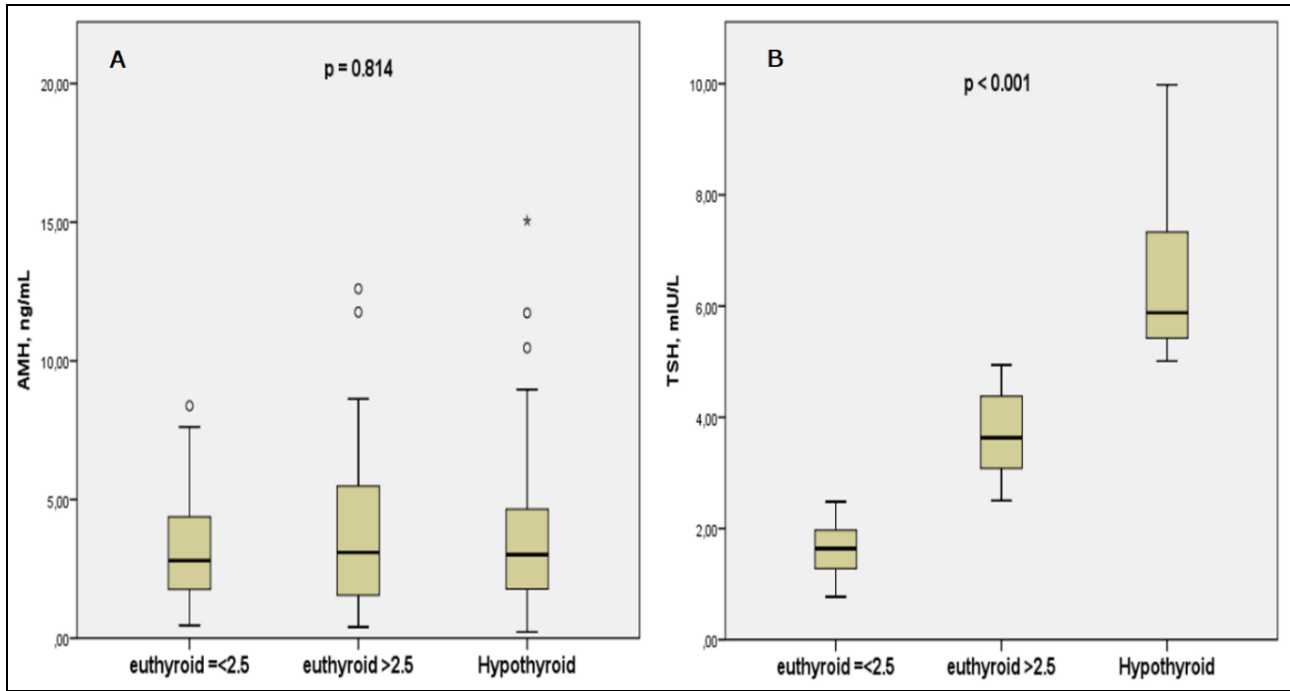 A
p = 0.814
20,00
15,00
10,00
5,00
,00
AMH, ng/mL
euthyroid =<2.5
euthyroid >2.5
Hypothyroid
B
p < 0.001
10,00
8,00
6,00
4,00
2,00
,00
TSH, mIU/L
euthyroid =<2.5
euthyroid >2.5
Hypothyroid